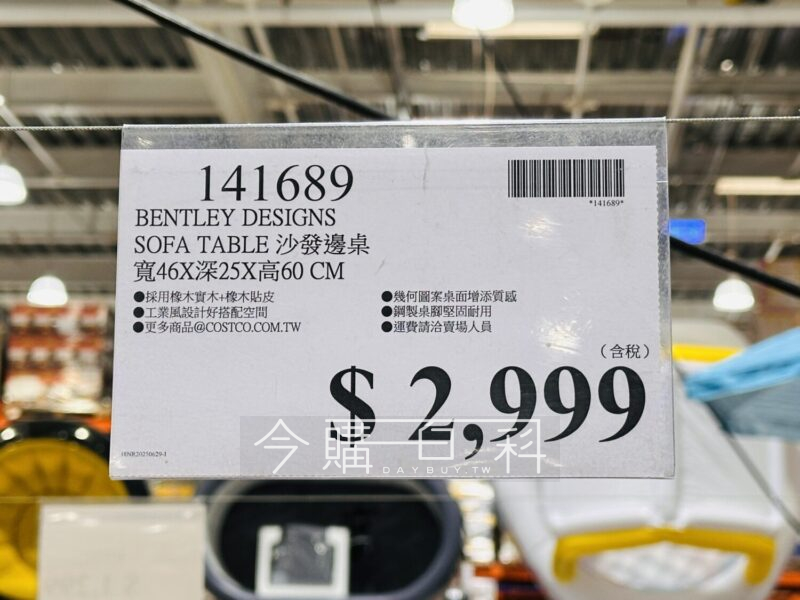 141689
*141689*
BENTLEY DESIGNS
SOFA TABLE 沙發邊桌
寬46X深25X高60 CM
●採用橡木實木+橡木貼皮
●工業風設計好搭配空間
●更多商品@COSTCO.COM.TW
●幾何圖案桌面增添質感
●鋼製桌腳堅固耐用
●運費請洽賣場人員
(含稅)
$ 2,999
今購百科
DAYBUY.TW